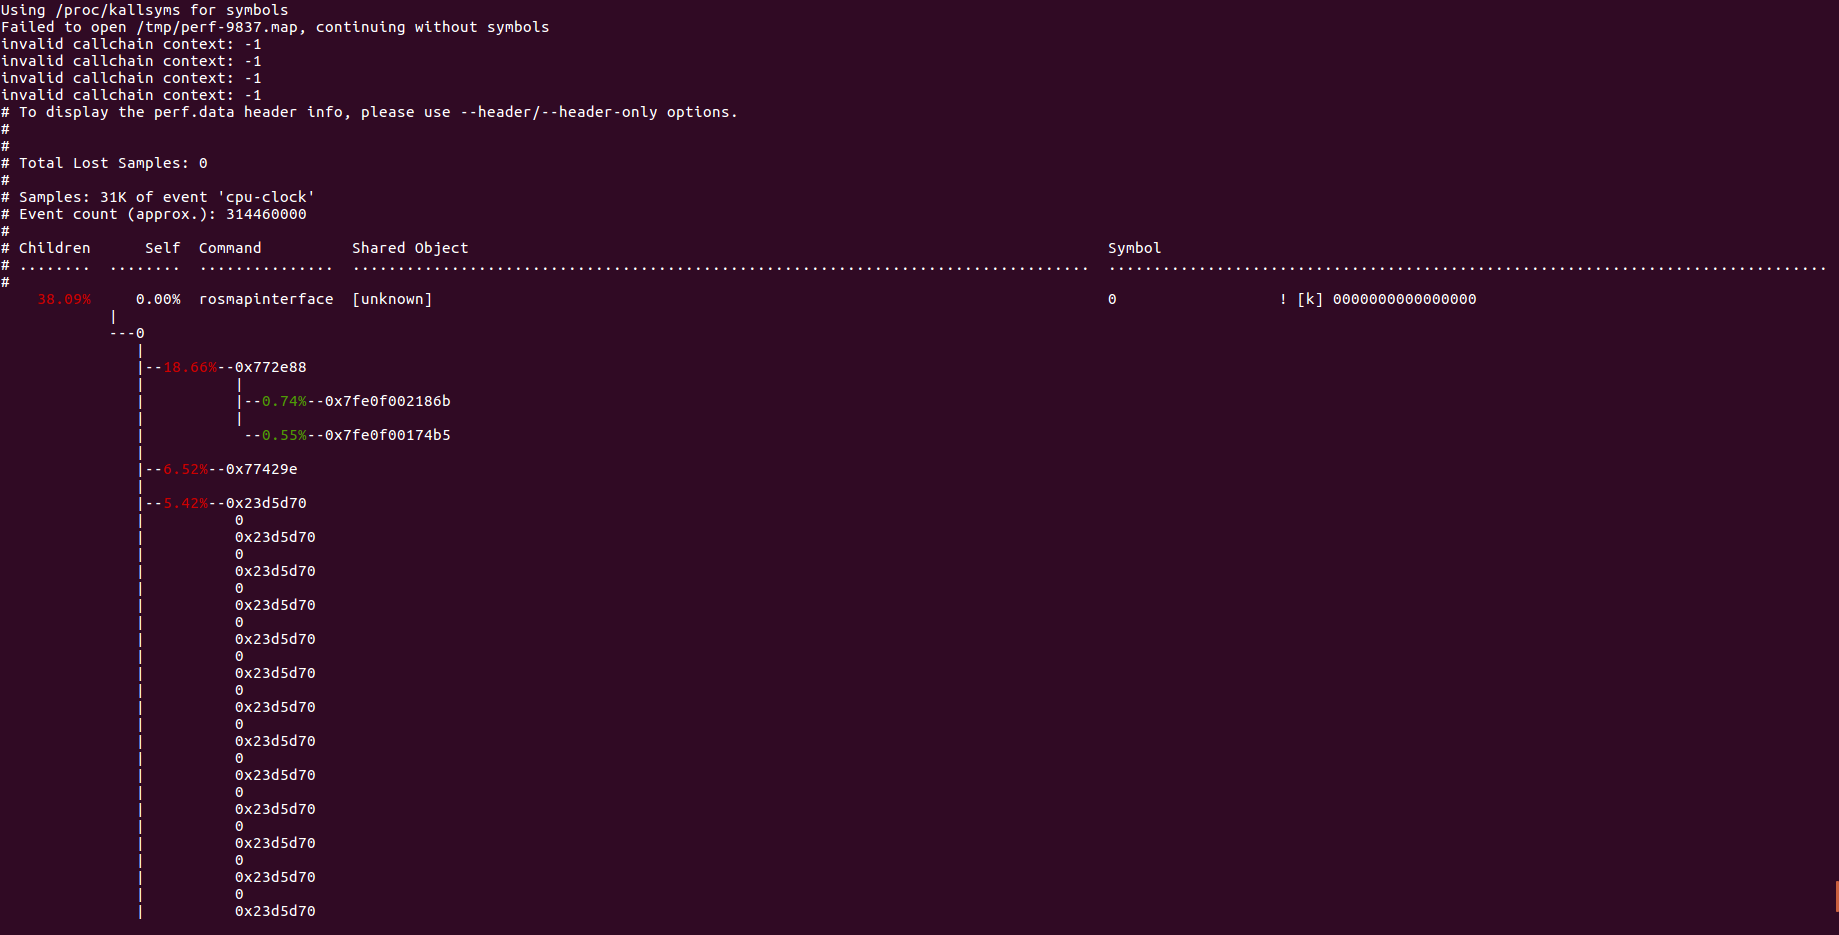 Using /proc/kallsyms for symbols
Failed to open /tmp/perf-9837.map, continuing without symbols
invalid callchain context: -1
invalid callchain context: -1
invalid callchain context: -1
invalid callchain context: -1
# To display the perf.data header info, please use --header/--header-only options.
#
#
# Total Lost Samples: 0
#
# Samples: 31K of event 'cpu-clock'
# Event count (approx.): 314460000
#
# Children      Self  Command          Shared Object                                                                       Symbol
# ........  ........  ...............  ..................................................................................  ................................................................................
#
    38.09%     0.00%  rosmapinterface  [unknown]                                                                           0                  ! [k] 0000000000000000
            |
            ---0
               |
               |--18.66%--0x772e88
               |          |
               |          |--0.74%--0x7fe0f002186b
               |          |
               |           --0.55%--0x7fe0f00174b5
               |
               |--6.52%--0x77429e
               |
               |--5.42%--0x23d5d70
               |          0
               |          0x23d5d70
               |          0
               |          0x23d5d70
               |          0
               |          0x23d5d70
               |          0
               |          0x23d5d70
               |          0
               |          0x23d5d70
               |          0
               |          0x23d5d70
               |          0
               |          0x23d5d70
               |          0
               |          0x23d5d70
               |          0
               |          0x23d5d70
               |          0
               |          0x23d5d70
               |          0
               |          0x23d5d70
               |          0
               |          0x23d5d70